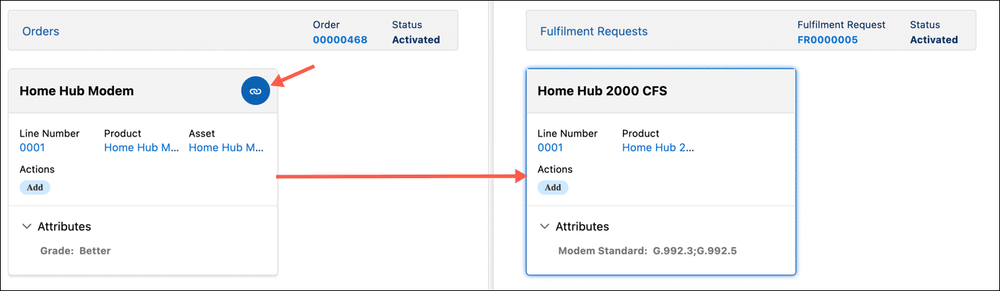 Orders
Order
00000468
Status
Activated
Home Hub Modem
Line Number
0001
Product
Home Hub M...
Asset
Home Hub M...
Actions
Add
Attributes
Grade: Better
Fulfilment Requests
Fulfilment Request
FR0000005
Status
Activated
Home Hub 2000 CFS
Line Number
0001
Product
Home Hub 2...
Actions
Add
Attributes
Modem Standard: G.992.3;G.992.5